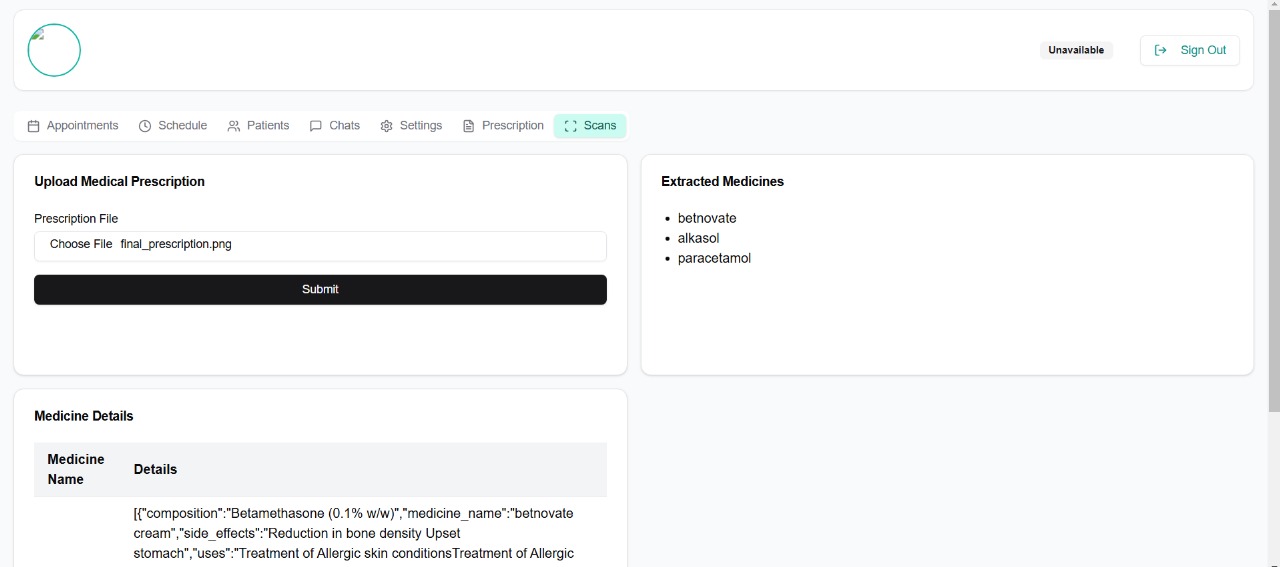 Unavailable
Sign Out
Appointments Schedule Patients Chats Settings Prescription Scans
Upload Medical Prescription
Prescription File
Choose File final_prescription.png
Submit
Extracted Medicines
betnovate
alkasol
paracetamol
Medicine Details
Medicine
Name
Details
[{"composition":"Betamethasone (0.1% w/w)","medicine_name":"betnovate
cream","side_effects":"Reduction in bone density Upset
stomach","uses":"Treatment of Allergic skin conditionsTreatment of Allergic